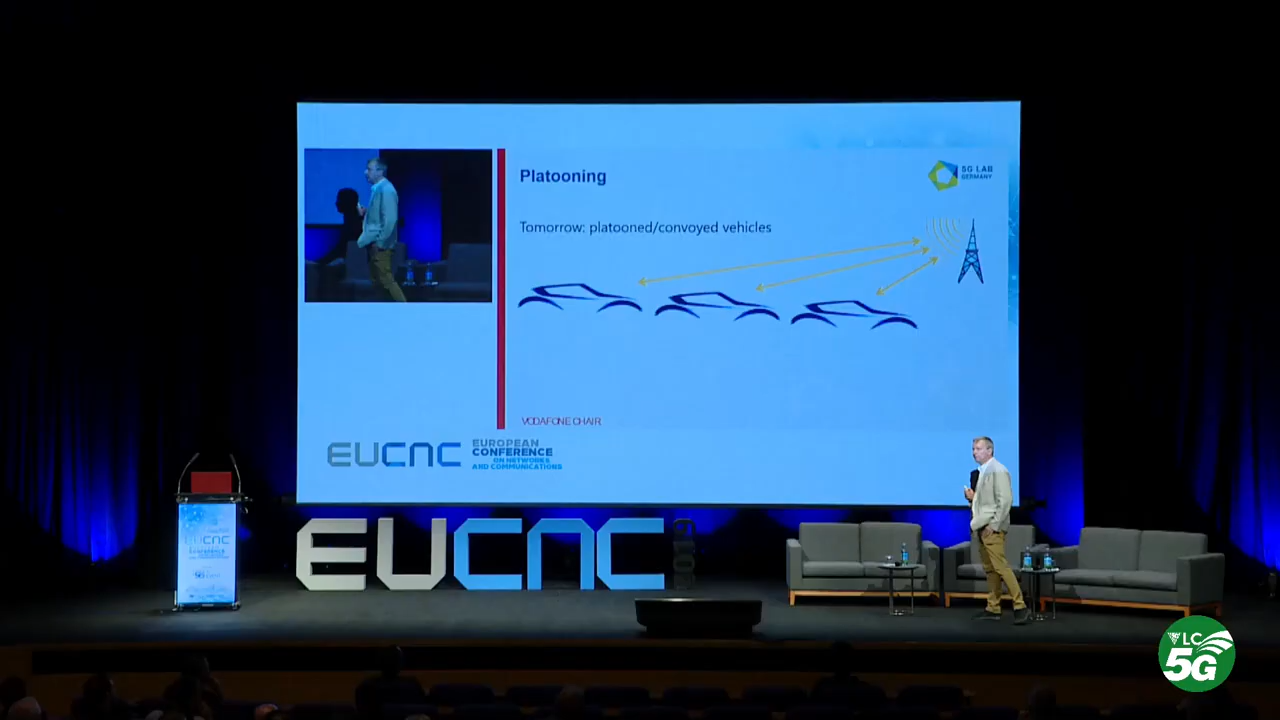 Platooning
5G LAB
GERMANY
Tomorrow: platooned/convoyed vehicles
VODAFONE CHAIR
EUCNC
EUROPEAN
CONFERENCE
ON NETWORKS
AND COMMUNICATIONS
EUCNC
EUCNC
CONFERENCE
VLC
5G